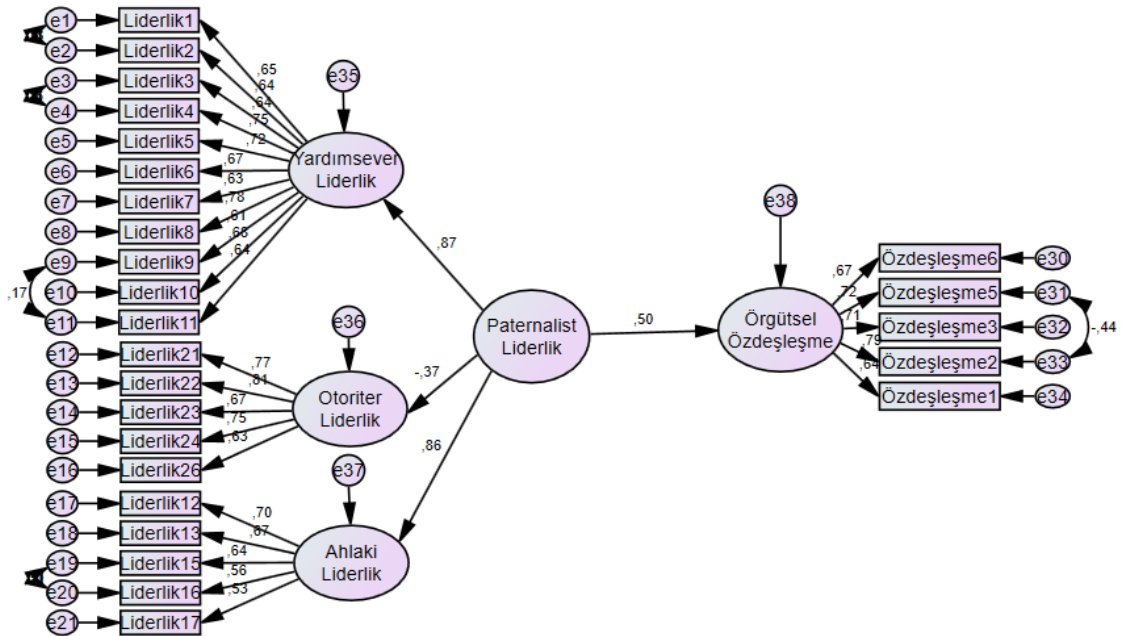 e1
Liderlik1
e2
Liderlik2
e3
Liderlik3
e4
Liderlik4
e5
Liderlik5
e6
Liderlik6
e7
Liderlik7
e8
Liderlik8
e9
Liderlik9
e10
Liderlik10
e11
Liderlik11
,17
,65
,64
,64
,75
,72
,67
,63
,78
,81
,68
,64
e35
Yardımsever
Liderlik
,87
e12
Liderlik21
e13
Liderlik22
e14
Liderlik23
e15
Liderlik24
e16
Liderlik26
,77
,81
,67
,75
,63
e36
Otoriter
Liderlik
-,37
e17
Liderlik12
e18
Liderlik13
e19
Liderlik15
e20
Liderlik16
e21
Liderlik17
,70
,67
,64
,56
,53
e37
Ahlaki
Liderlik
,86
Paternalist
Liderlik
,50
e38
Örgütsel
Özdeşleşme
,67
,72
,71
,79
,64
Özdeşleşme6
e30
Özdeşleşme5
e31
Özdeşleşme3
e32
Özdeşleşme2
e33
Özdeşleşme1
e34
-,44